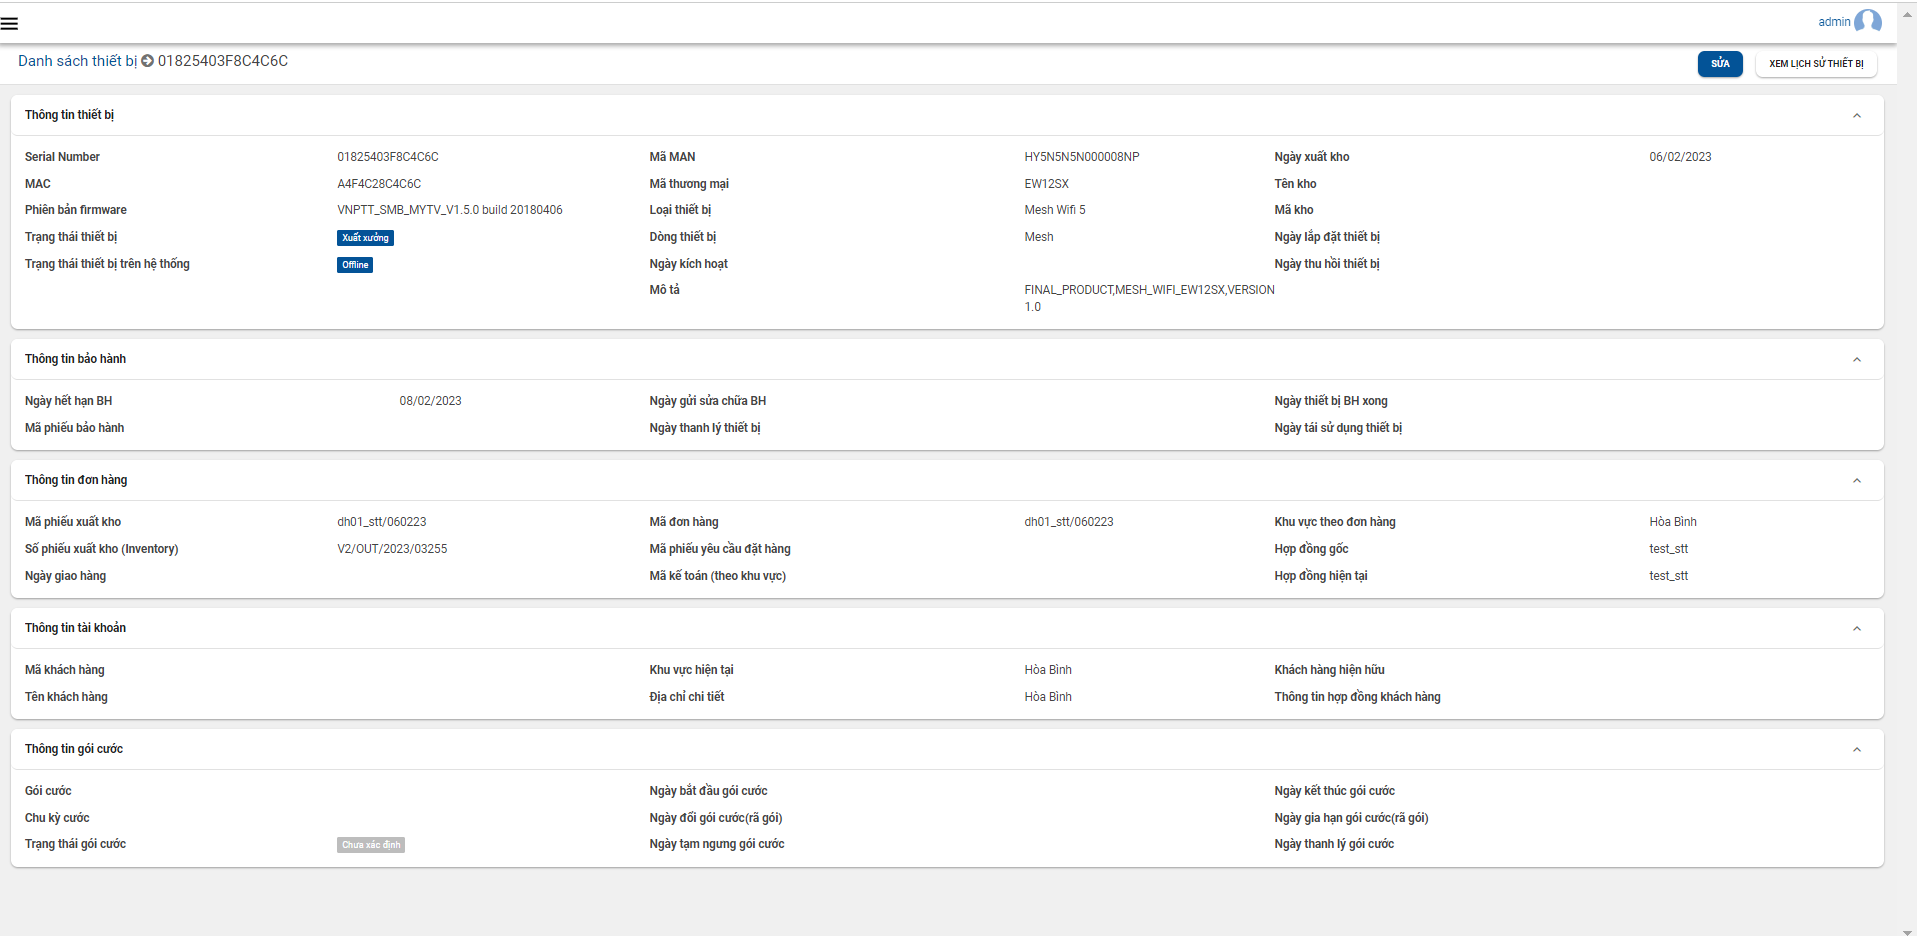 admin
Danh sách thiết bị 01825403F8C4C6C
SỬA XEM LỊCH SỬ THIẾT BỊ
Thông tin thiết bị
Serial Number 01825403F8C4C6C Mã MAN HY5N5N5N000008NP Ngày xuất kho 06/02/2023
MAC A4F4C28C4C6C Mã thương mại EW12SX Tên kho
Phiên bản firmware VNPTT_SMB_MYTV_V1.5.0 build 20180406 Loại thiết bị Mesh Wifi 5 Mã kho
Trạng thái thiết bị Xuất xưởng Dòng thiết bị Mesh Ngày lắp đặt thiết bị
Trạng thái thiết bị trên hệ thống Offline Ngày kích hoạt Ngày thu hồi thiết bị
Mô tả FINAL_PRODUCT,MESH_WIFI_EW12SX,VERSION
1.0
Thông tin bảo hành
Ngày hết hạn BH 08/02/2023 Ngày gửi sửa chữa BH Ngày thiết bị BH xong
Mã phiếu bảo hành Ngày thanh lý thiết bị Ngày tái sử dụng thiết bị
Thông tin đơn hàng
Mã phiếu xuất kho dh01_stt/060223 Mã đơn hàng dh01_stt/060223 Khu vực theo đơn hàng Hòa Bình
Số phiếu xuất kho (Inventory) V2/OUT/2023/03255 Mã phiếu yêu cầu đặt hàng Hợp đồng gốc test_stt
Ngày giao hàng Mã kế toán (theo khu vực) Hợp đồng hiện tại test_stt
Thông tin tài khoản
Mã khách hàng Khu vực hiện tại Hòa Bình Khách hàng hiện hữu
Tên khách hàng Địa chỉ chi tiết Hòa Bình Thông tin hợp đồng khách hàng
Thông tin gói cước
Gói cước Ngày bắt đầu gói cước Ngày kết thúc gói cước
Chu kỳ cước Ngày đổi gói cước(rã gói) Ngày gia hạn gói cước(rã gói)
Trạng thái gói cước Chưa xác định Ngày tạm ngưng gói cước Ngày thanh lý gói cước